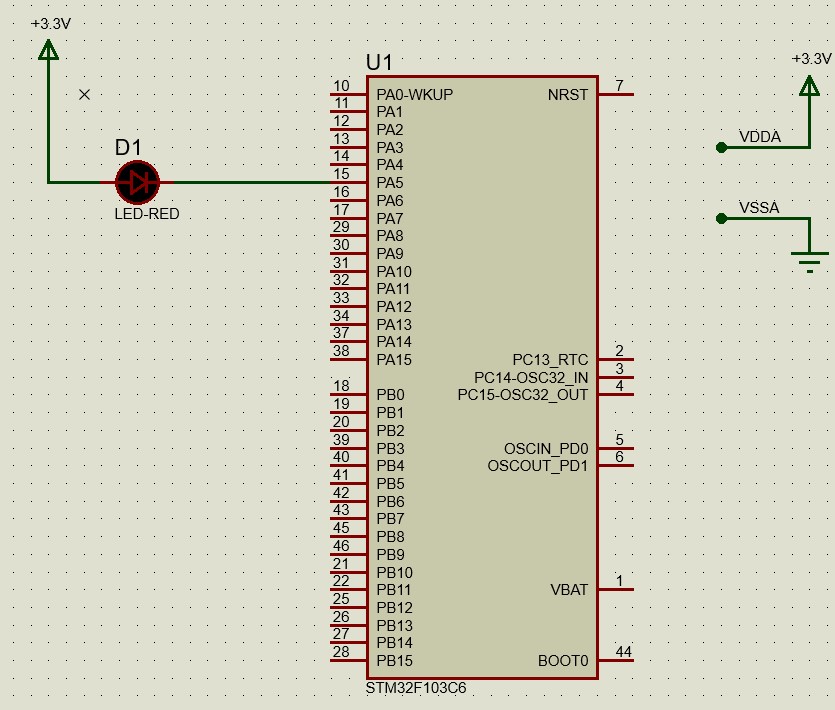 +3.3V
D1
LED-RED
U1
10 PA0-WKUP
11 PA1
12 PA2
13 PA3
14 PA4
15 PA5
16 PA6
17 PA7
29 PA8
30 PA9
31 PA10
32 PA11
33 PA12
34 PA13
37 PA14
38 PA15
18 PB0
19 PB1
20 PB2
39 PB3
40 PB4
41 PB5
42 PB6
43 PB7
45 PB8
46 PB9
21 PB10
22 PB11
25 PB12
26 PB13
27 PB14
28 PB15
NRST 7
PC13_RTC 2
PC14-OSC32_IN 3
PC15-OSC32_OUT 4
OSCIN_PD0 5
OSCOUT_PD1 6
VBAT 1
BOOT0 44
STM32F103C6
+3.3V
VDDA
VSSA